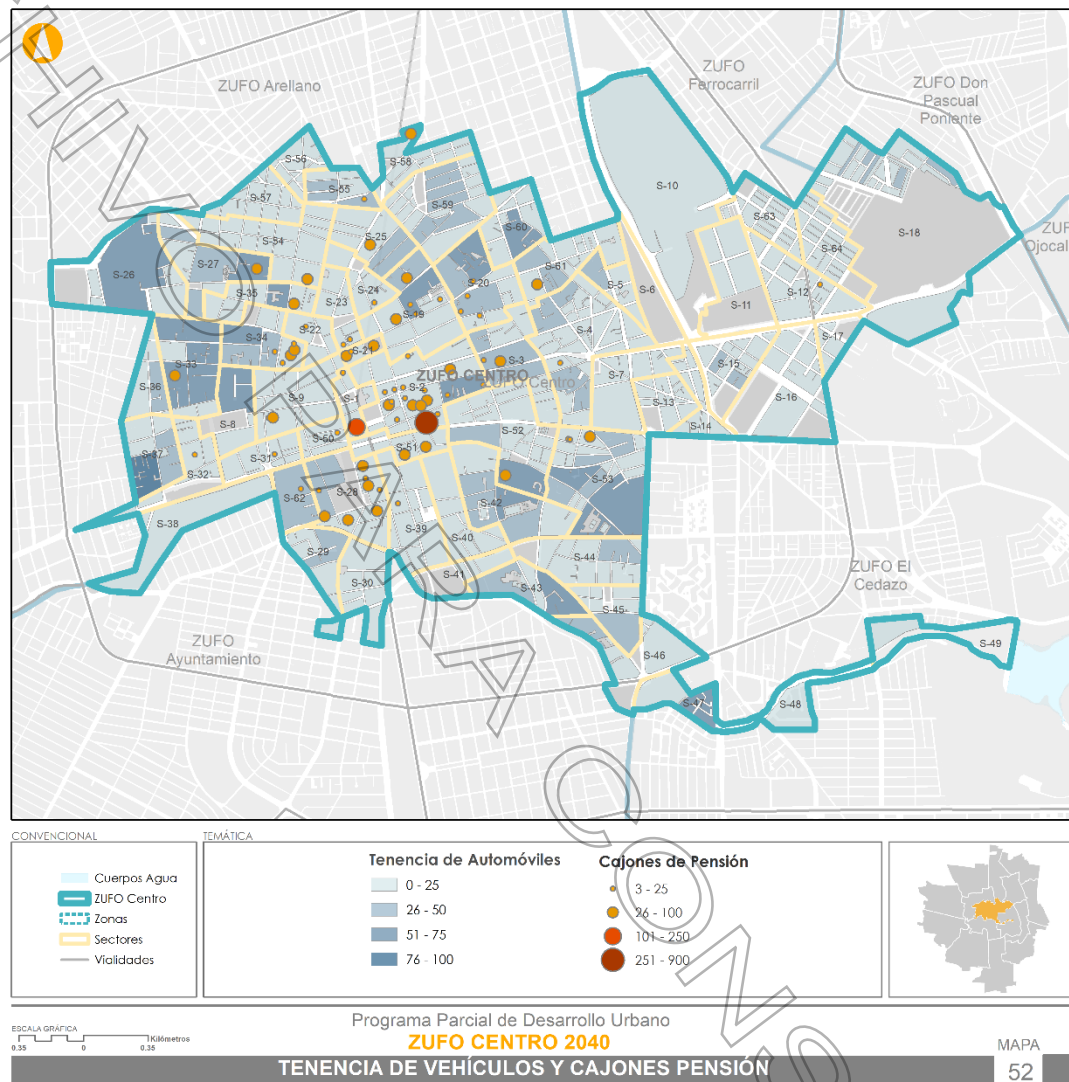 ZUFO Arellano
ZUFO
Ferrocarril
ZUFO Don
Pascual
Poniente
S-56
S-58
S-55
S-57
S-10
S-59
S-63
S-60
S-18
S-25
S-54
S-64
S-27
S-61
S-26
S-24
S-20
S-5
S-6
S-12
S-35
S-23
S-11
S-19
S-22
S-4
S-34
S-17
S-21
S-3
S-33
S-15
S-36
ZUFO CENTRO
ZUFO Centro
S-2
S-7
S-9
S-1
S-13
S-16
S-8
S-14
S-50
S-52
S-51
S-31
S-37
S-32
S-53
S-28
S-62
S-42
S-38
S-39
S-40
S-29
S-44
ZUFO El
Cedazo
S-41
S-30
S-43
S-45
ZUFO
Ayuntamiento
S-46
S-49
S-47
S-48
CONVENCIONAL
TEMÁTICA
Cuerpos Agua
ZUFO Centro
Zonas
Sectores
Vialidades
Tenencia de Automóviles
0 - 25
26 - 50
51 - 75
76 - 100
Cajones de Pensión
3 - 25
26 - 100
101 - 250
251 - 900
ESCALA GRÁFICA
0.35 0 0.35 Kilómetros
Programa Parcial de Desarrollo Urbano
ZUFO CENTRO 2040
TENENCIA DE VEHÍCULOS Y CAJONES PENSIÓN
MAPA
52